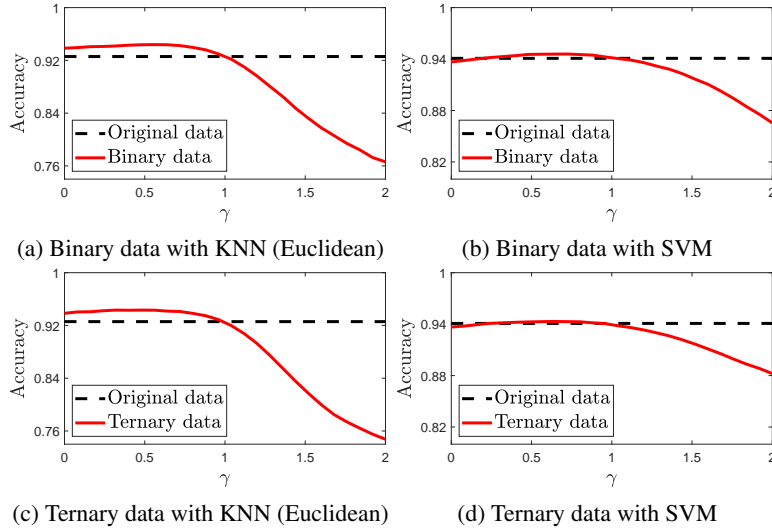 1
0.92
0.84
0.76
Accuracy
Original data
Binary data
0 0.5 1 1.5 2
γ
(a) Binary data with KNN (Euclidean)
1
0.94
0.88
0.82
Accuracy
Original data
Binary data
0 0.5 1 1.5 2
γ
(b) Binary data with SVM
1
0.92
0.84
0.76
Accuracy
Original data
Ternary data
0 0.5 1 1.5 2
γ
(c) Ternary data with KNN (Euclidean)
1
0.94
0.88
0.82
Accuracy
Original data
Ternary data
0 0.5 1 1.5 2
γ
(d) Ternary data with SVM